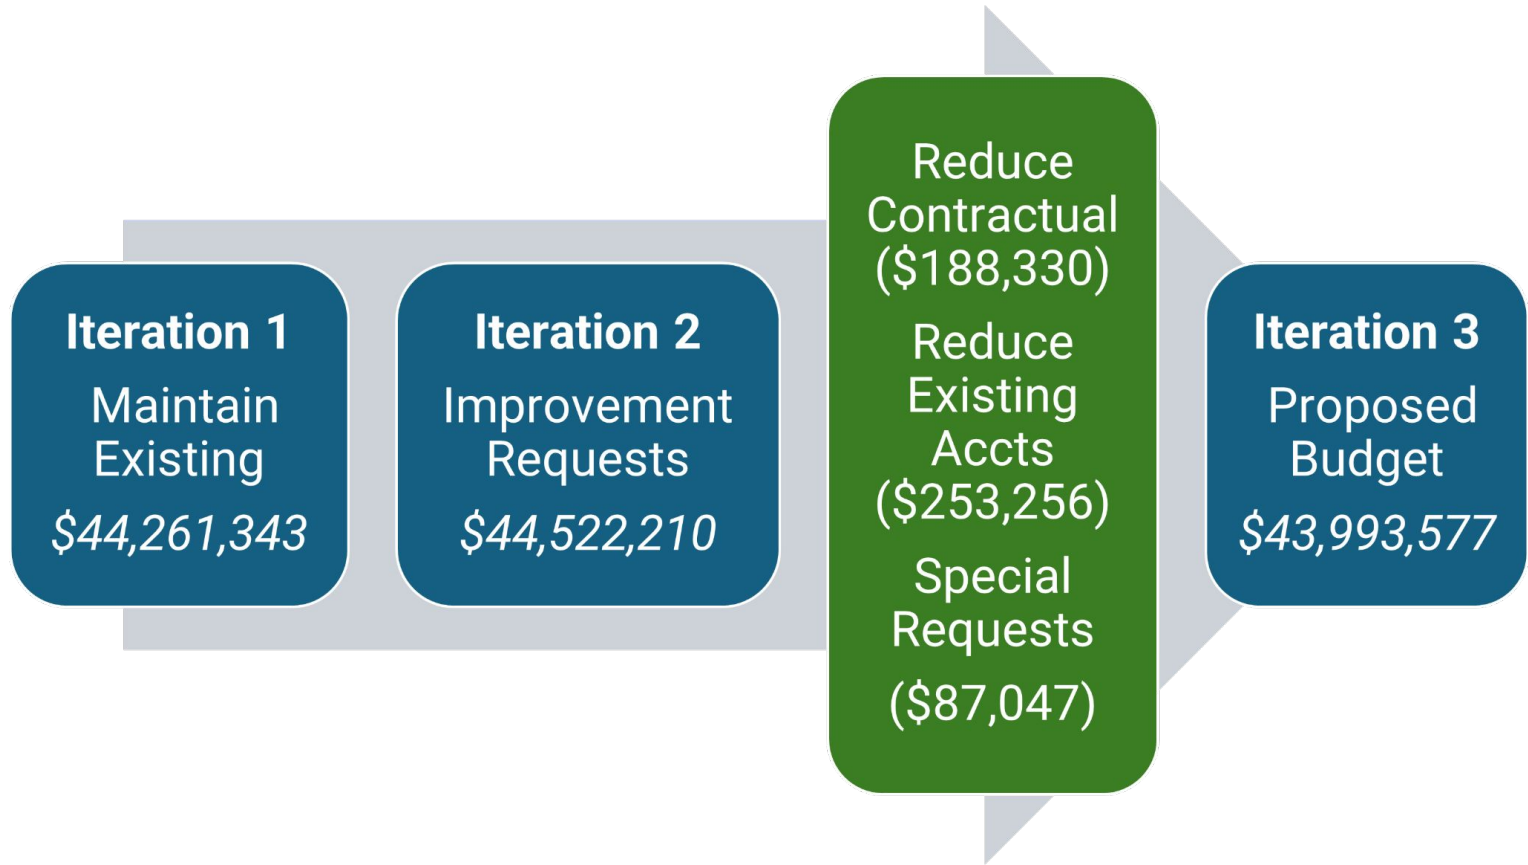 Iteration 1
Maintain
Existing
$44,261,343
Iteration 2
Improvement
Requests
$44,522,210
Reduce
Contractual
($188,330)
Reduce
Existing
Accts
($253,256)
Special
Requests
($87,047)
Iteration 3
Proposed
Budget
$43,993,577